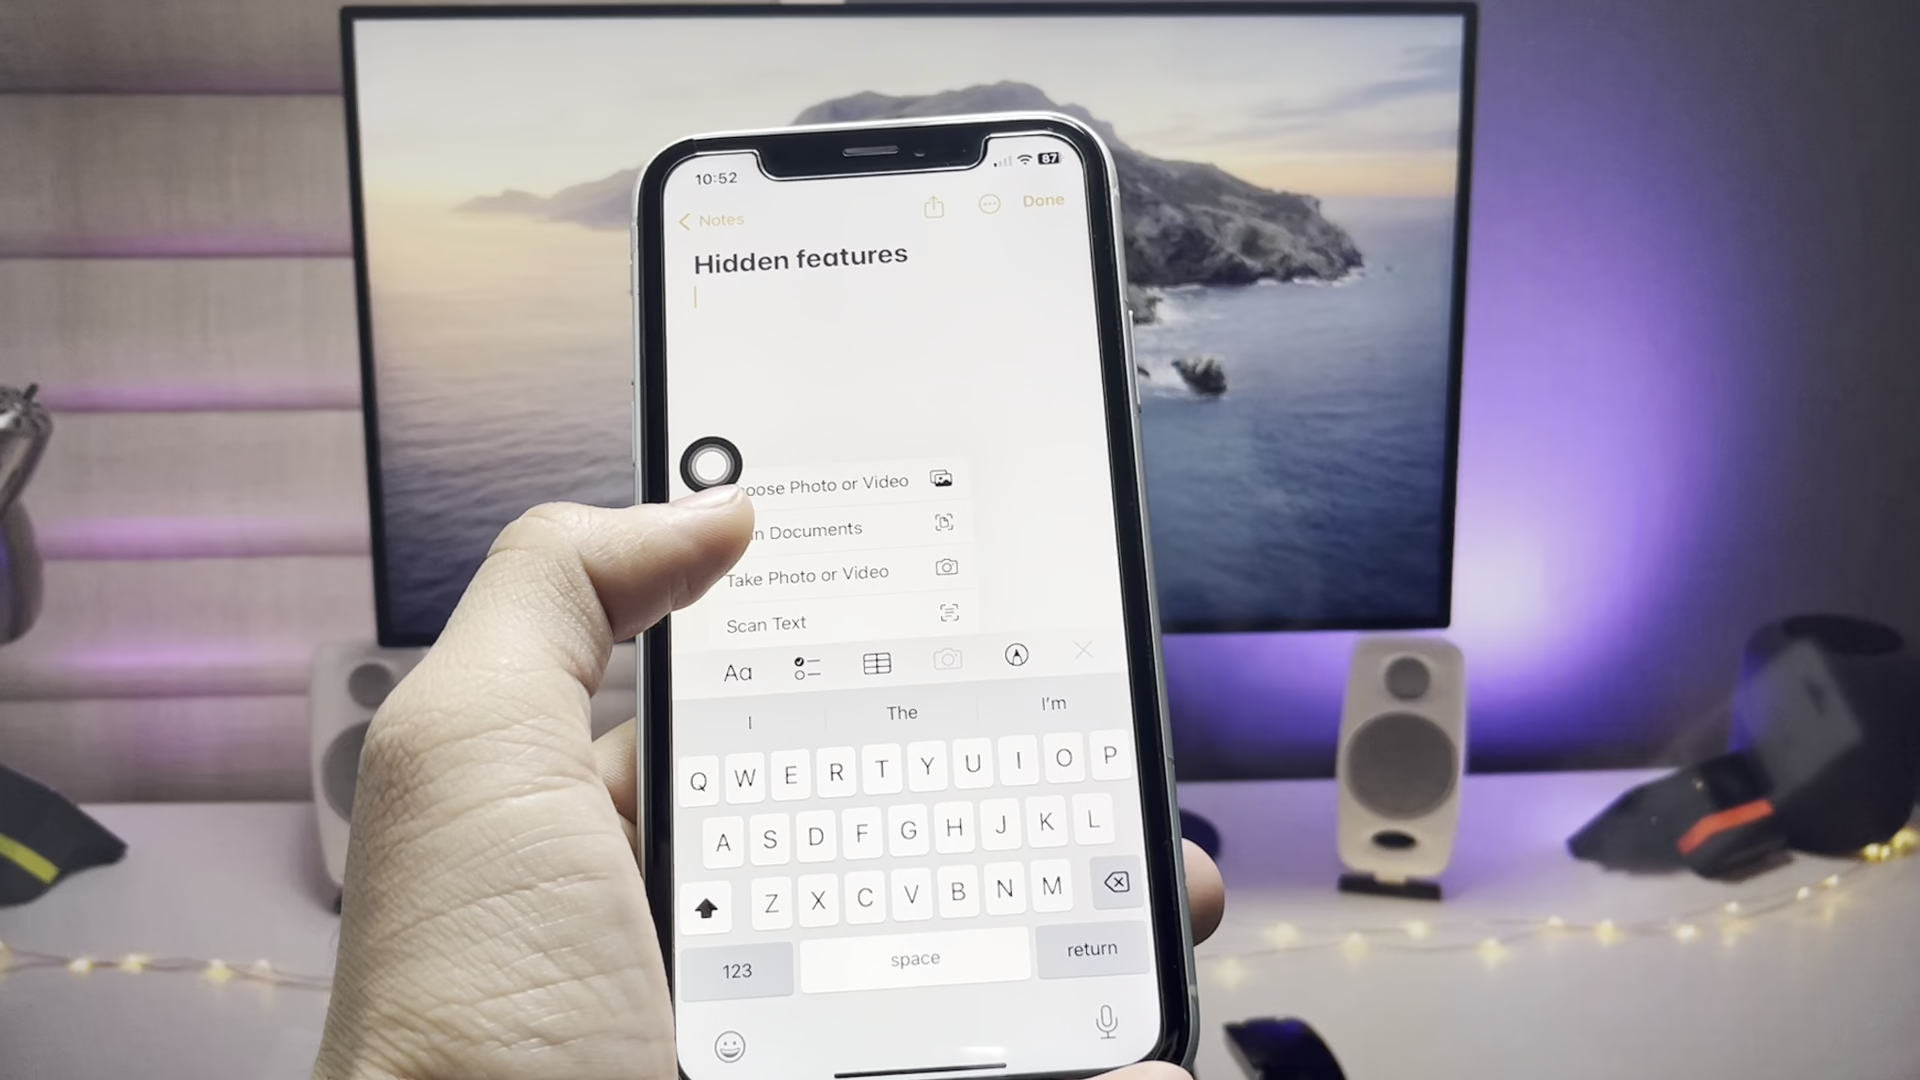 10:52
87
Notes
Done
Hidden features
oose Photo or Video
n Documents
Take Photo or Video
Scan Text
Aa
I
The
I'm
Q W E R T Y U I O P
A S D F G H J K L
Z X C V B N M
123
space
return